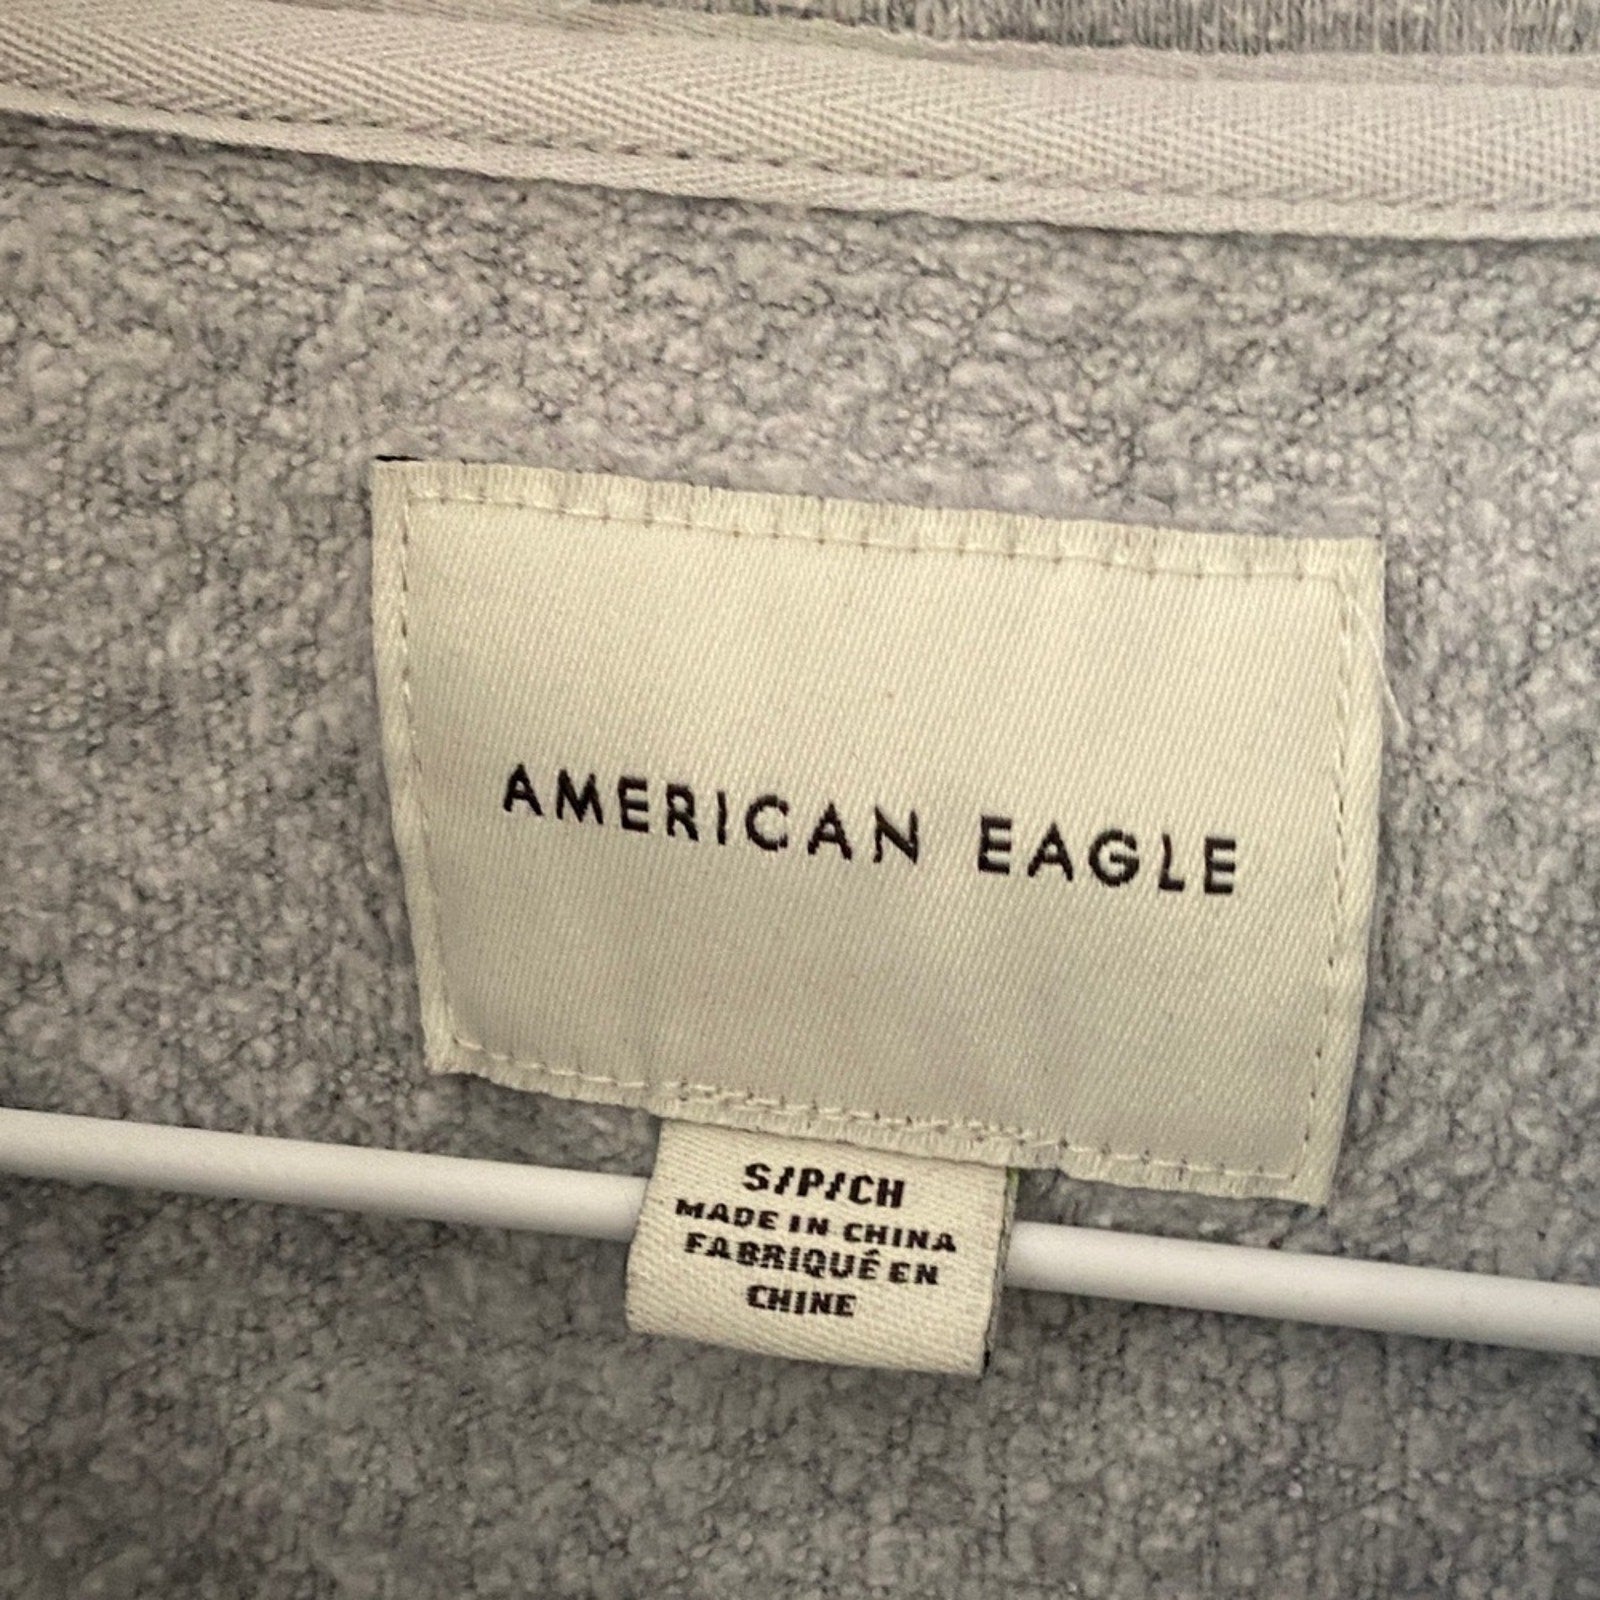 AMERICAN EAGLE
S/P/CH
MADE IN CHINA
FABRIQUÉ EN
CHINE